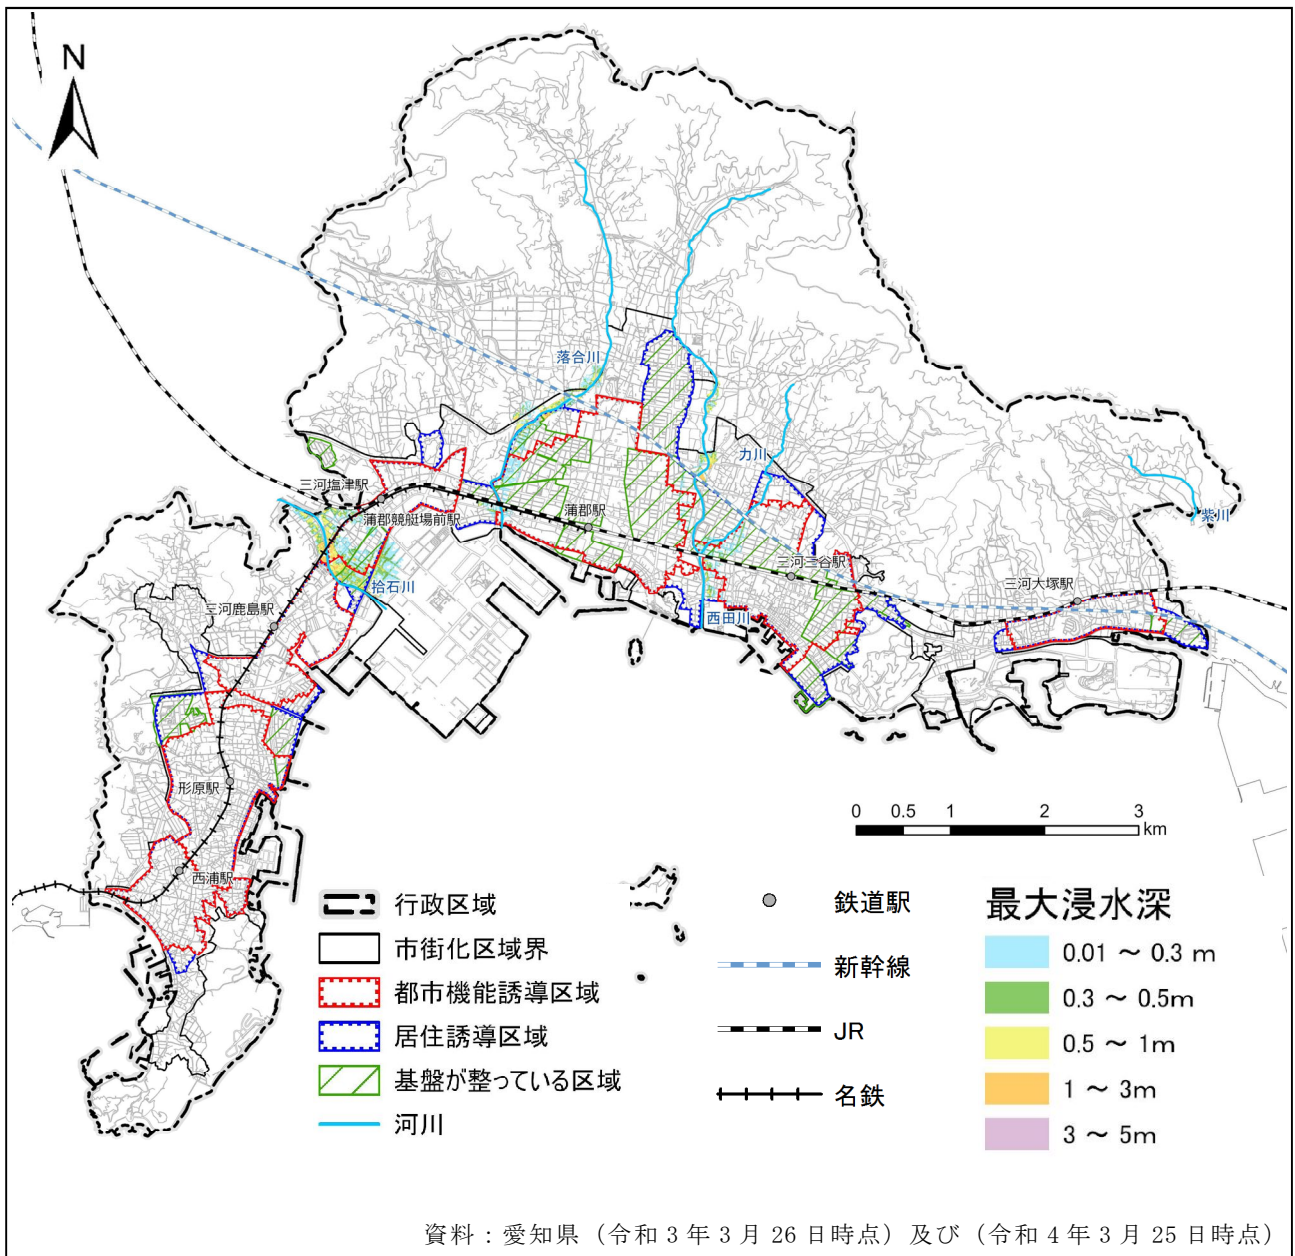 N
落合川
力川
紫川
三河塩津駅
蒲郡競艇場前駅
蒲郡駅
三河三谷駅
三河大塚駅
拾石川
三河鹿島駅
西田川
形原駅
西浦駅
0 0.5 1 2 3
km
行政区域
市街化区域界
都市機能誘導区域
居住誘導区域
基盤が整っている区域
河川
鉄道駅
新幹線
JR
名鉄
最大浸水深
0.01 ～ 0.3 m
0.3 ～ 0.5m
0.5 ～ 1m
1 ～ 3m
3 ～ 5m
資料：愛知県（令和3年3月26日時点）及び（令和4年3月25日時点）